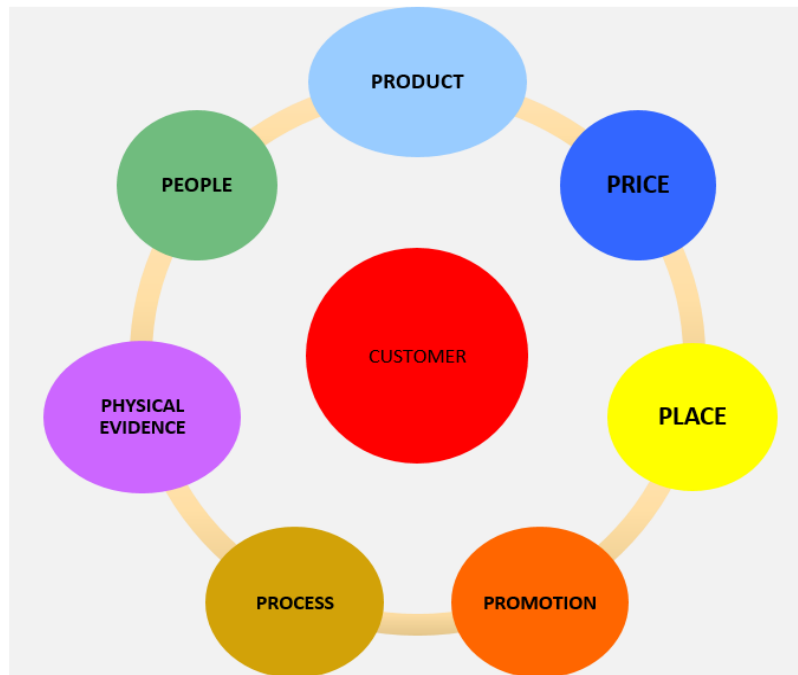 PRODUCT
PEOPLE
PRICE
CUSTOMER
PHYSICAL
EVIDENCE
PLACE
PROCESS
PROMOTION